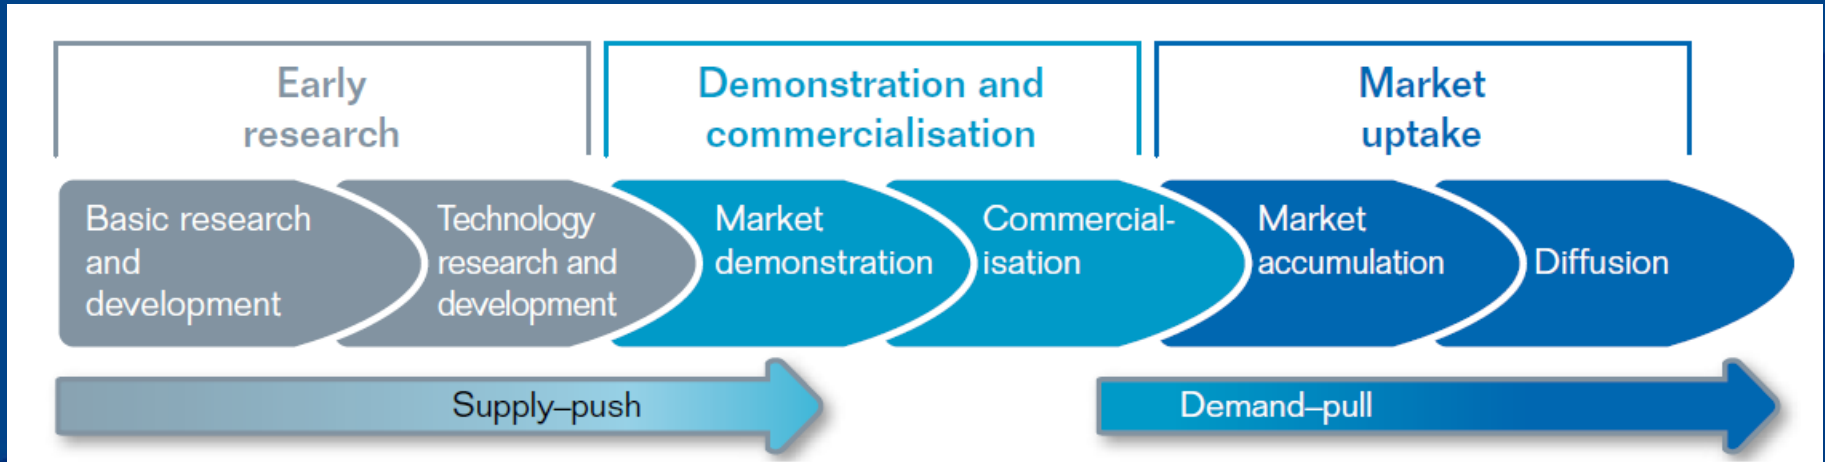 Early
research
Demonstration and
commercialisation
Market
uptake
Basic research
and
development
Technology
research and
development
Market
demonstration
Commercial-
isation
Market
accumulation
Diffusion
Supply–push
Demand–pull